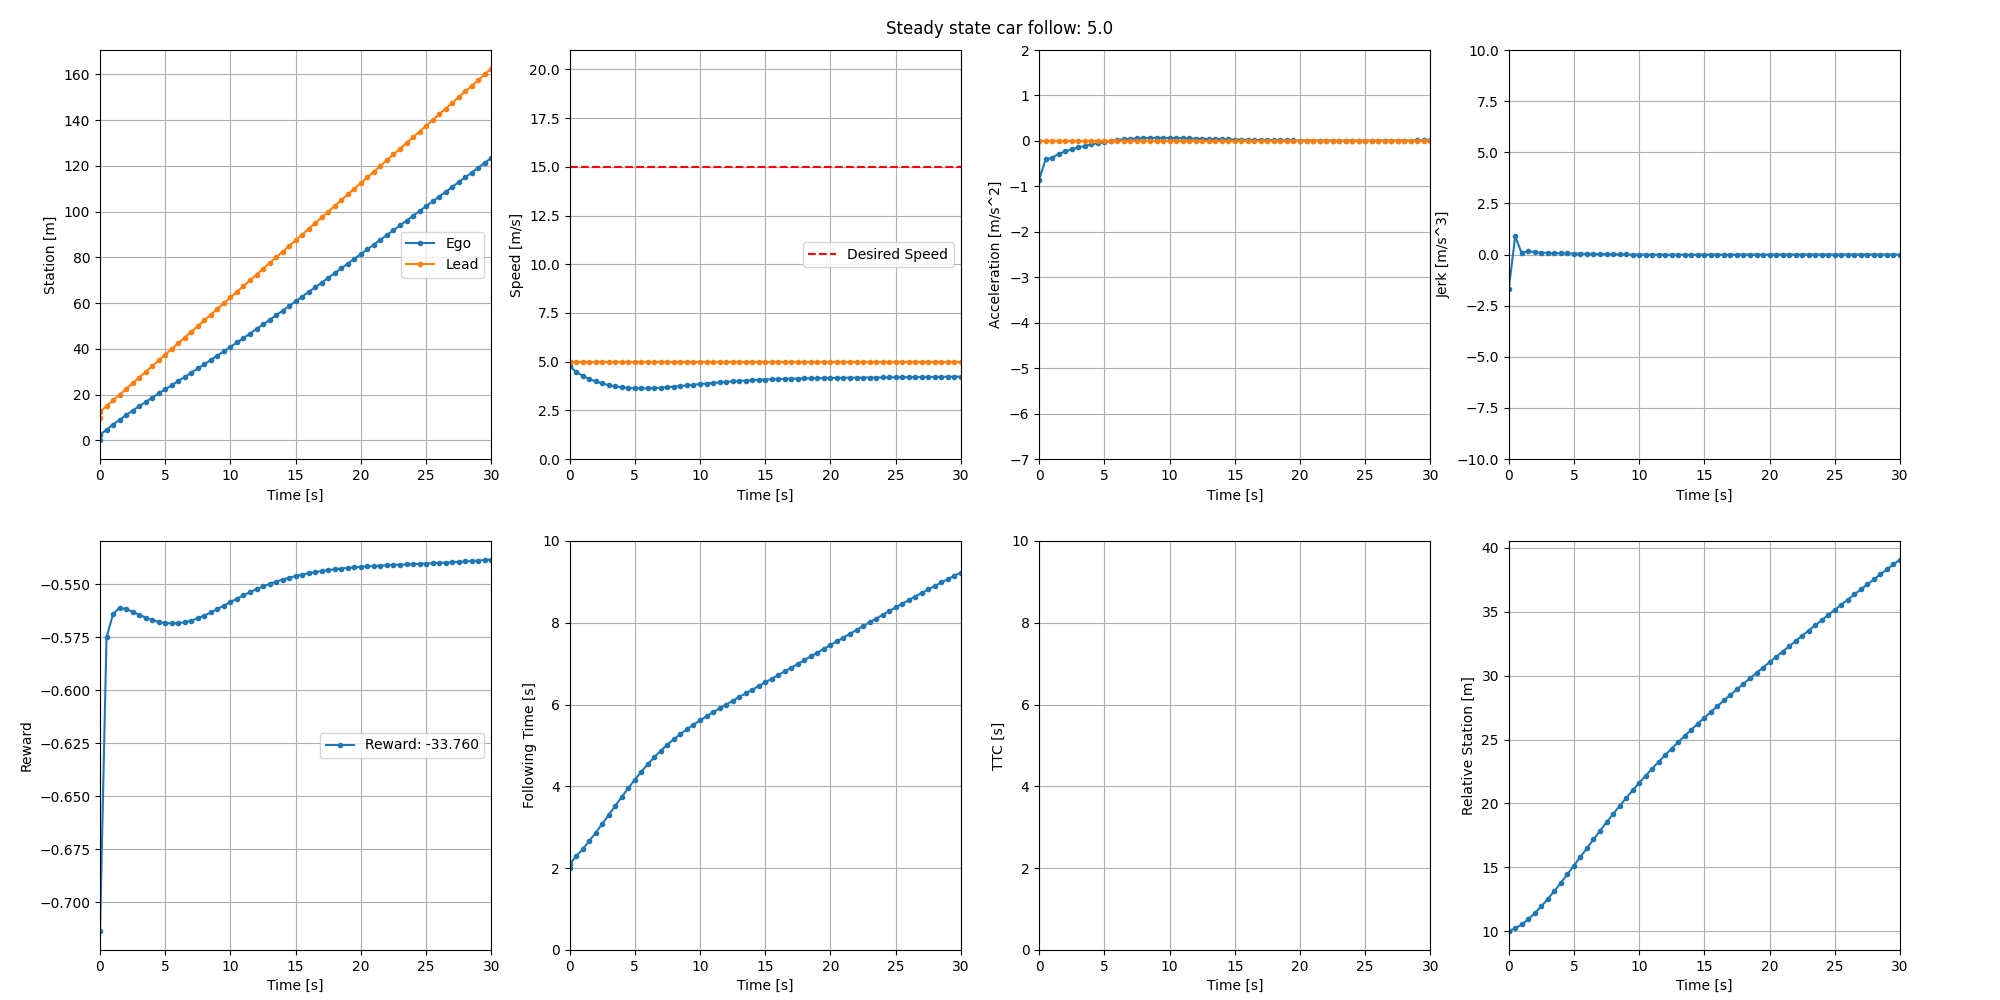 Steady state car follow: 5.0
Station [m]
160
140
120
100
80
60
40
20
0
Ego
Lead
0 5 10 15 20 25 30
Time [s]
Speed [m/s]
20.0
17.5
15.0
12.5
10.0
7.5
5.0
2.5
0.0
Desired Speed
0 5 10 15 20 25 30
Time [s]
Acceleration [m/s^2]
2
1
0
−1
−2
−3
−4
−5
−6
−7
0 5 10 15 20 25 30
Time [s]
Jerk [m/s^3]
10.0
7.5
5.0
2.5
0.0
−2.5
−5.0
−7.5
−10.0
0 5 10 15 20 25 30
Time [s]
Reward
−0.550
−0.575
−0.600
−0.625
−0.650
−0.675
−0.700
Reward: -33.760
0 5 10 15 20 25 30
Time [s]
Following Time [s]
10
8
6
4
2
0
0 5 10 15 20 25 30
Time [s]
TTC [s]
10
8
6
4
2
0
0 5 10 15 20 25 30
Time [s]
Relative Station [m]
40
35
30
25
20
15
10
0 5 10 15 20 25 30
Time [s]